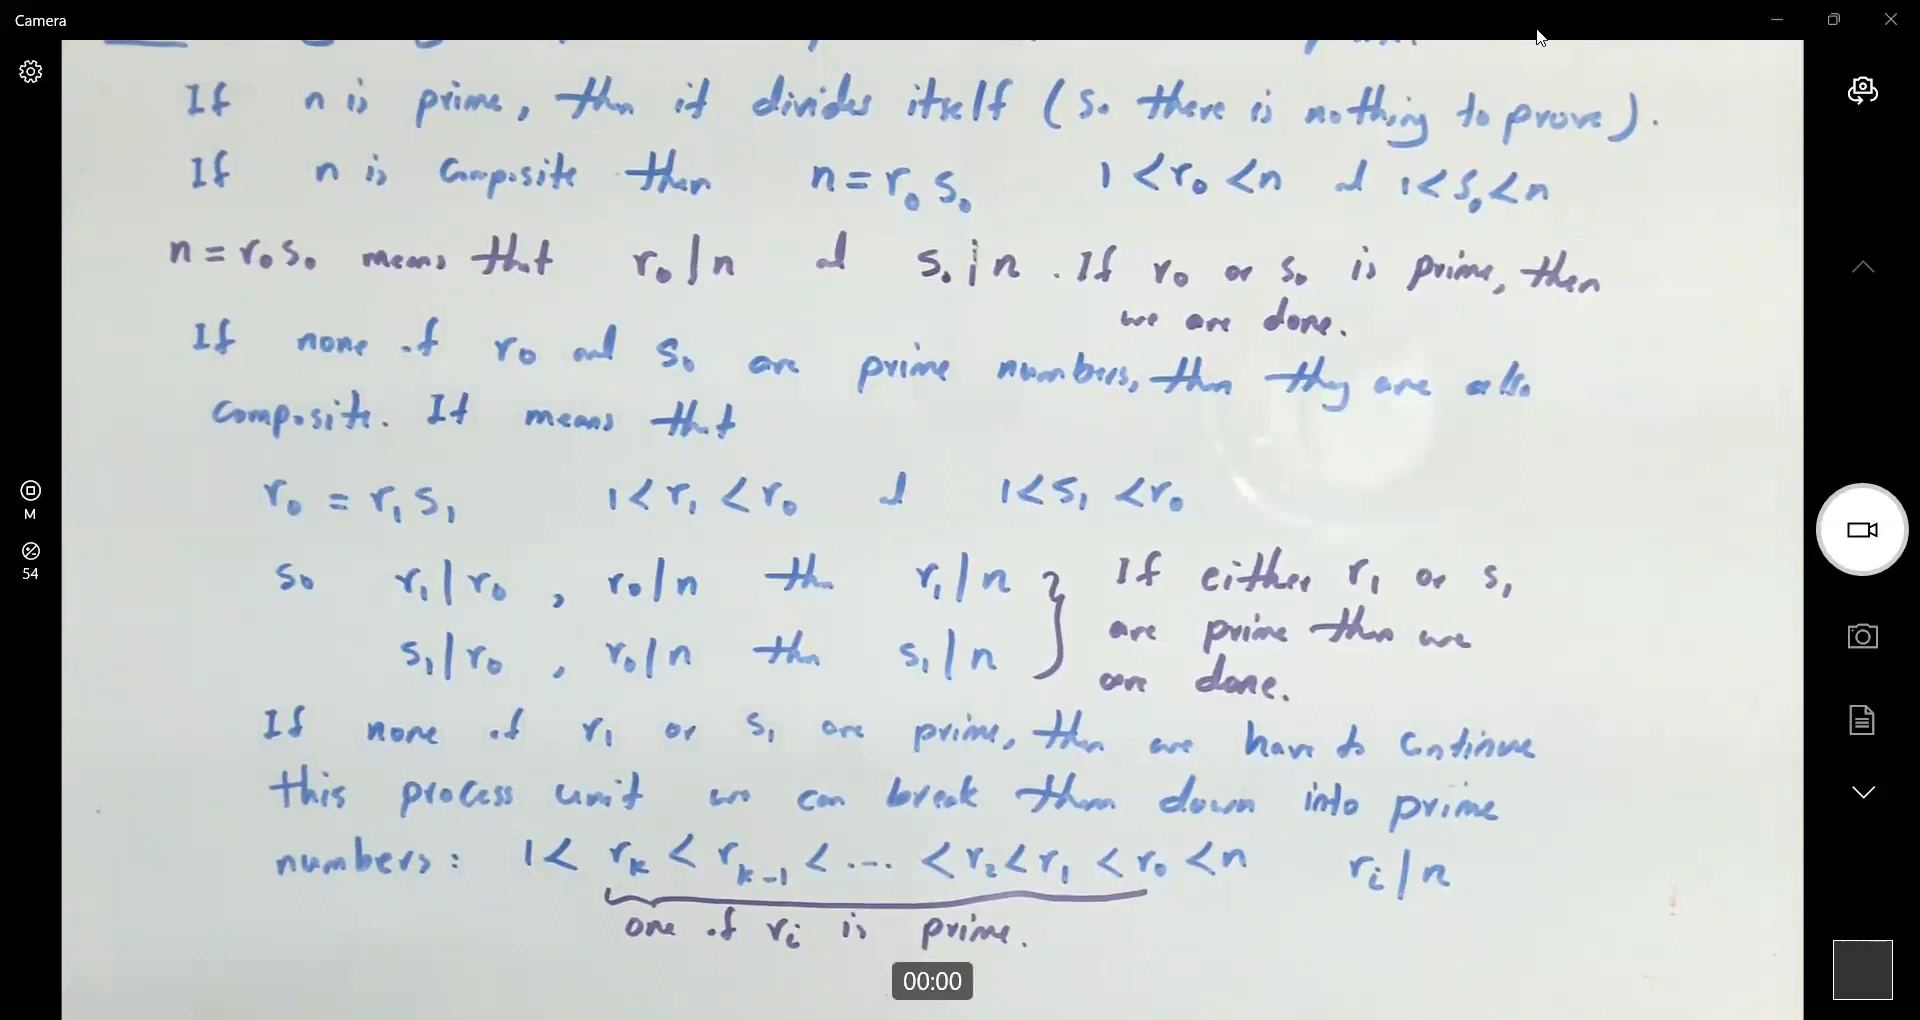 Camera
If n is prime, then it divides itself (so there is nothing to prove).
If n is composite then n = r₀ s₀ 1 < r₀ < n and 1 < s₀ < n
n = r₀s₀ means that r₀ | n and s₀ | n. If r₀ or s₀ is prime, then
we are done.
If none of r₀ and s₀ are prime numbers, then they are also
composite. It means that
r₀ = r₁ s₁ 1 < r₁ < r₀ and 1 < s₁ < r₀
so r₁ | r₀ , r₀ | n then r₁ | n } If either r₁ or s₁
are prime then we
s₁ | r₀ , r₀ | n then s₁ | n
are done.
If none of r₁ or s₁ are prime, then we have to continue
this process unit we can break them down into prime
numbers: 1 < rₖ < rₖ₋₁ < .... < r₂ < r₁ < r₀ < n rᵢ | n
one of rᵢ is prime.
M
54
00:00